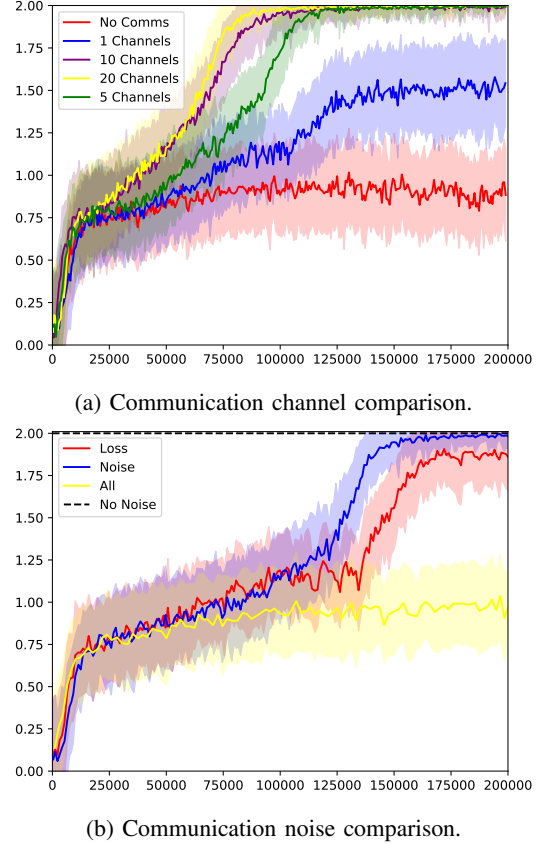 2.00
1.75
1.50
1.25
1.00
0.75
0.50
0.25
0.00
No Comms
1 Channels
10 Channels
20 Channels
5 Channels
0 25000 50000 75000 100000 125000 150000 175000 200000
(a) Communication channel comparison.
2.00
1.75
1.50
1.25
1.00
0.75
0.50
0.25
0.00
Loss
Noise
All
No Noise
0 25000 50000 75000 100000 125000 150000 175000 200000
(b) Communication noise comparison.